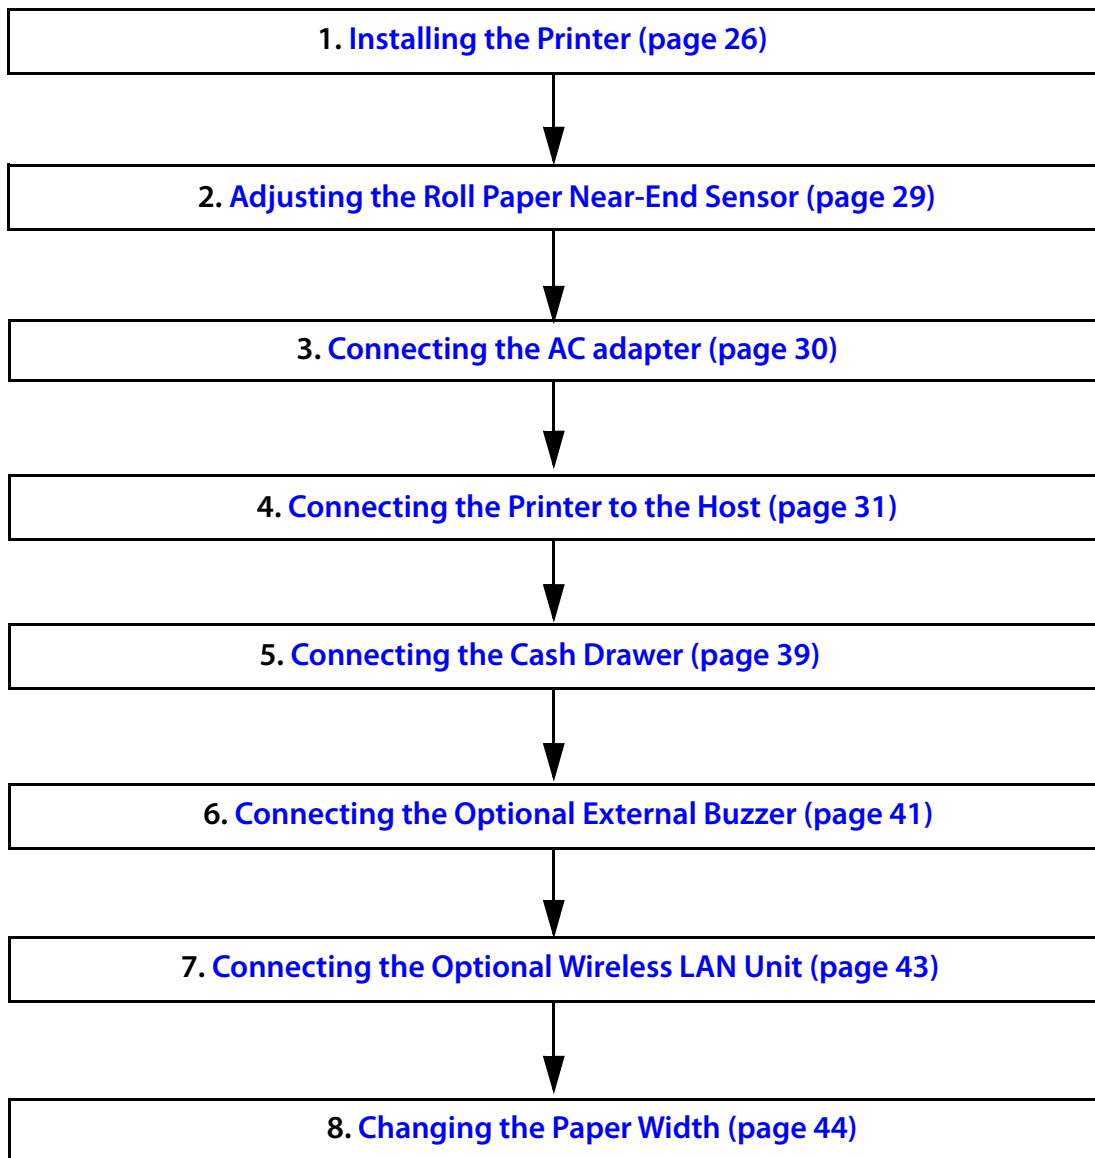 1. Installing the Printer (page 26)
2. Adjusting the Roll Paper Near-End Sensor (page 29)
3. Connecting the AC adapter (page 30)
4. Connecting the Printer to the Host (page 31)
5. Connecting the Cash Drawer (page 39)
6. Connecting the Optional External Buzzer (page 41)
7. Connecting the Optional Wireless LAN Unit (page 43)
8. Changing the Paper Width (page 44)